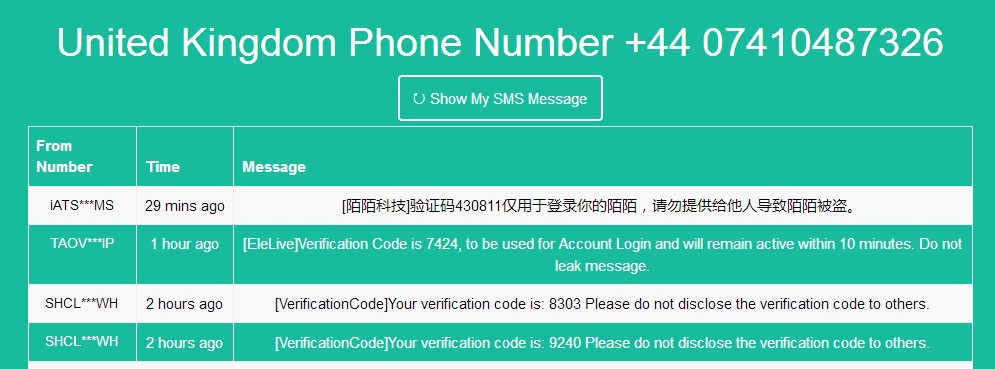 United Kingdom Phone Number +44 07410487326
Show My SMS Message
From
Number
Time
Message
iATS***MS
29 mins ago
[陌陌科技]验证码430811仅用于登录你的陌陌，请勿提供给他人导致陌陌被盗。
TAOV***IP
1 hour ago
[EleLive]Verification Code is 7424, to be used for Account Login and will remain active within 10 minutes. Do not
leak message.
SHCL***WH
2 hours ago
[VerificationCode]Your verification code is: 8303 Please do not disclose the verification code to others.
SHCL***WH
2 hours ago
[VerificationCode]Your verification code is: 9240 Please do not disclose the verification code to others.